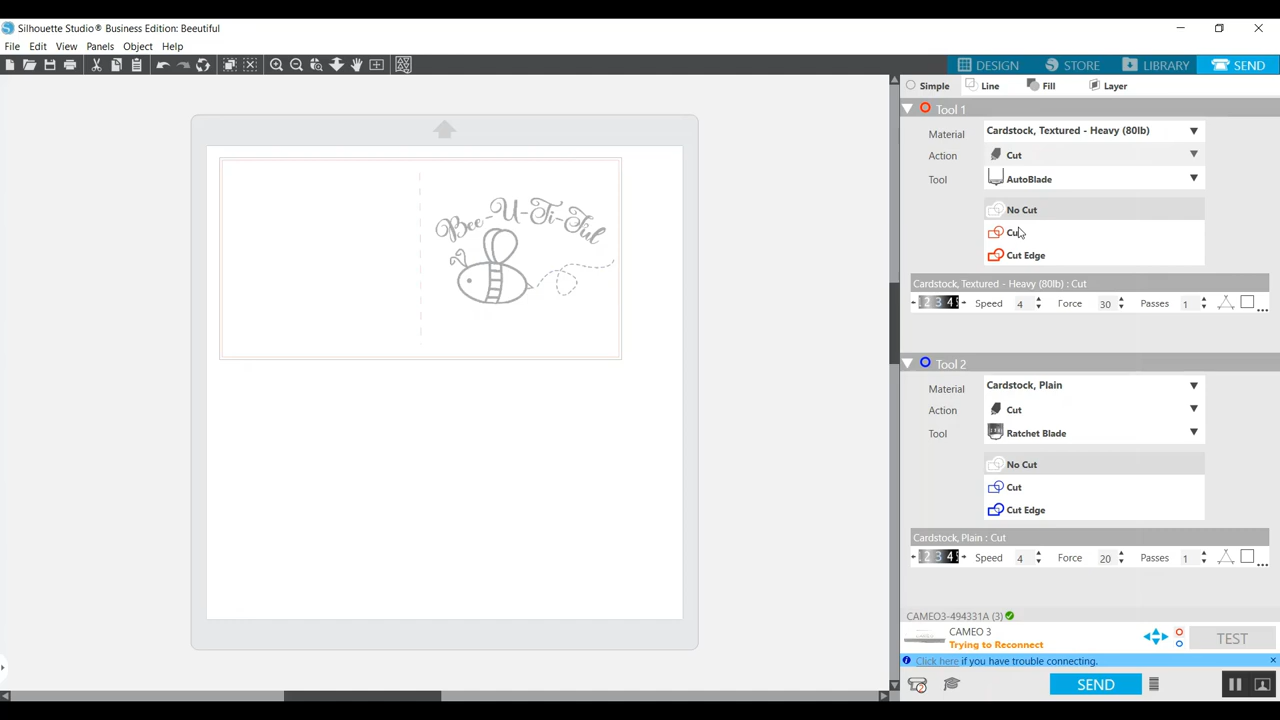 Silhouette Studio® Business Edition: Beeutiful
File Edit View Panels Object Help
DESIGN STORE LIBRARY SEND
Simple Line Fill Layer
Tool 1
Material Cardstock, Textured - Heavy (80lb)
Action Cut
Tool AutoBlade
No Cut
Cut Edge
Cardstock, Textured - Heavy (80lb) : Cut
Speed 4 Force 30 Passes 1
Bee-U-Ti-Ful
Tool 2
Material Cardstock, Plain
Action Cut
Tool Ratchet Blade
No Cut
Cut
Cut Edge
Cardstock, Plain : Cut
Speed 4 Force 20 Passes 1
CAMEO3-494331A (3)
CAMEO 3
Trying to Reconnect
TEST
Click here if you have trouble connecting.
SEND